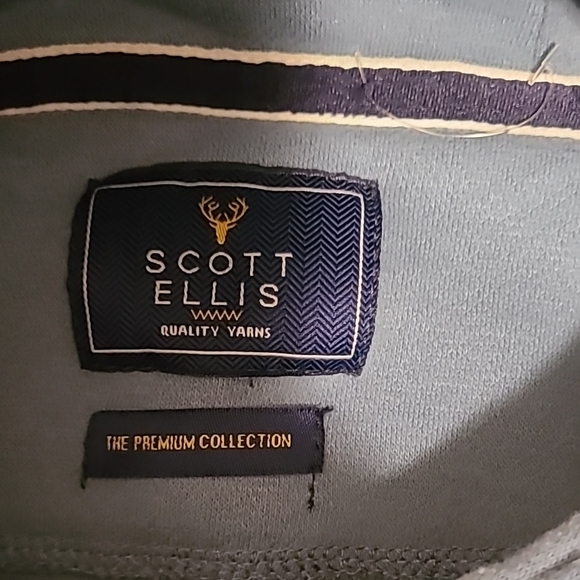 SCOTT
ELLIS
QUALITY YARNS
THE PREMIUM COLLECTION